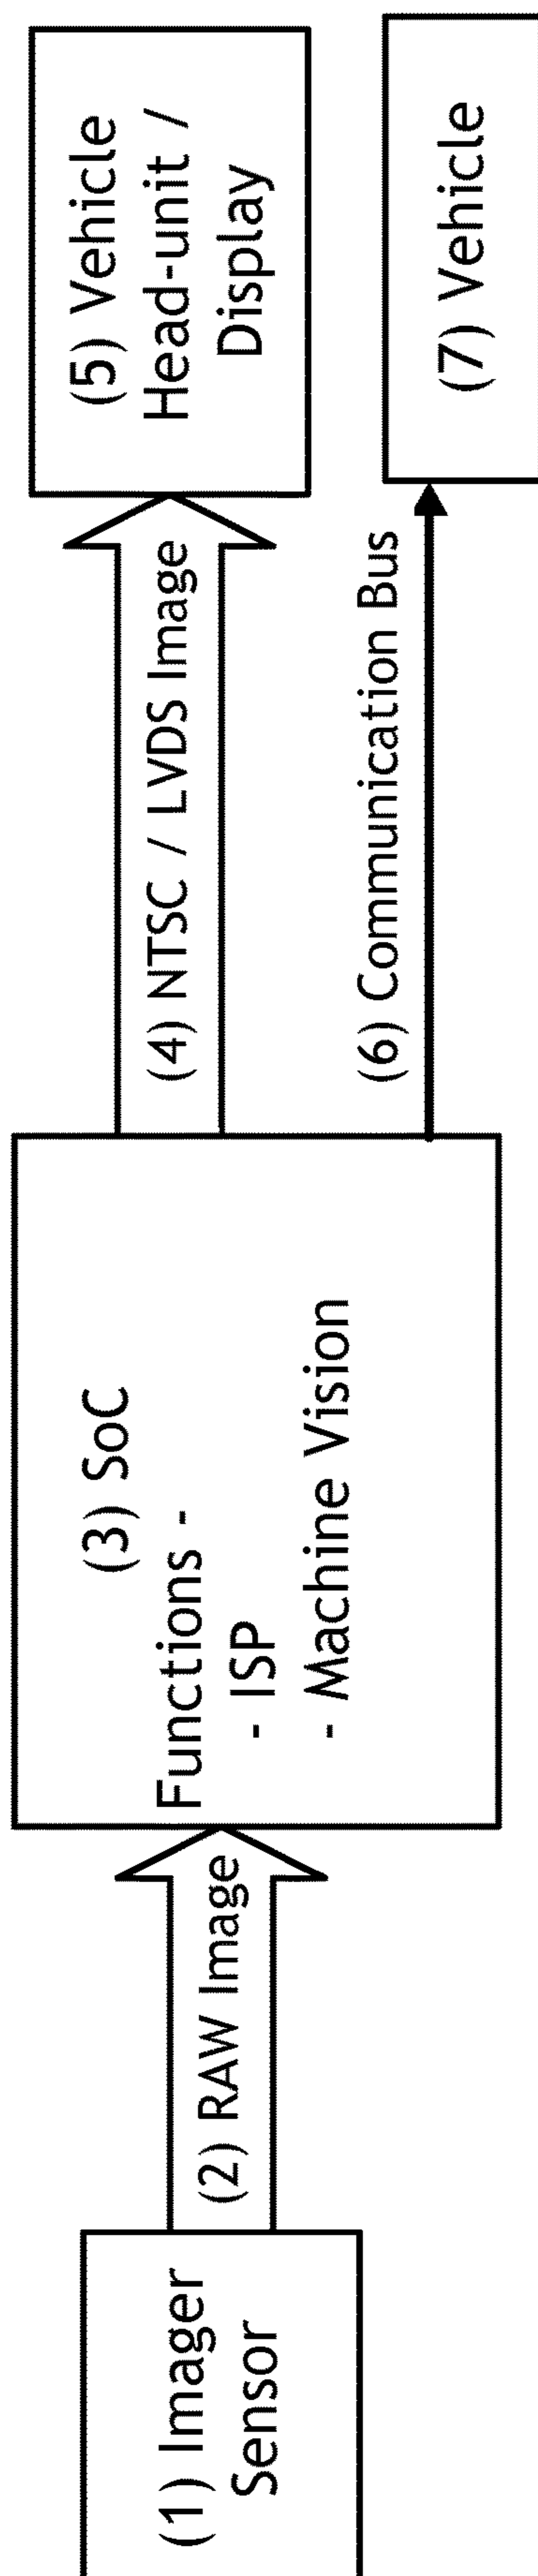 (1) Imager
Sensor
(2) RAW Image
(3) SoC
Functions -
- ISP
- Machine Vision
(4) NTSC / LVDS Image
(5) Vehicle
Head-unit /
Display
(6) Communication Bus
(7) Vehicle